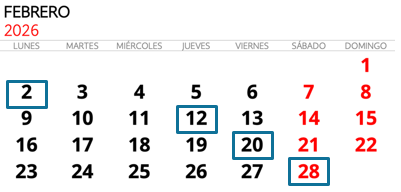 FEBRERO
2026
LUNES MARTES MIÉRCOLES JUEVES VIERNES SÁBADO DOMINGO
1
2 3 4 5 6 7 8
9 10 11 12 13 14 15
16 17 18 19 20 21 22
23 24 25 26 27 28